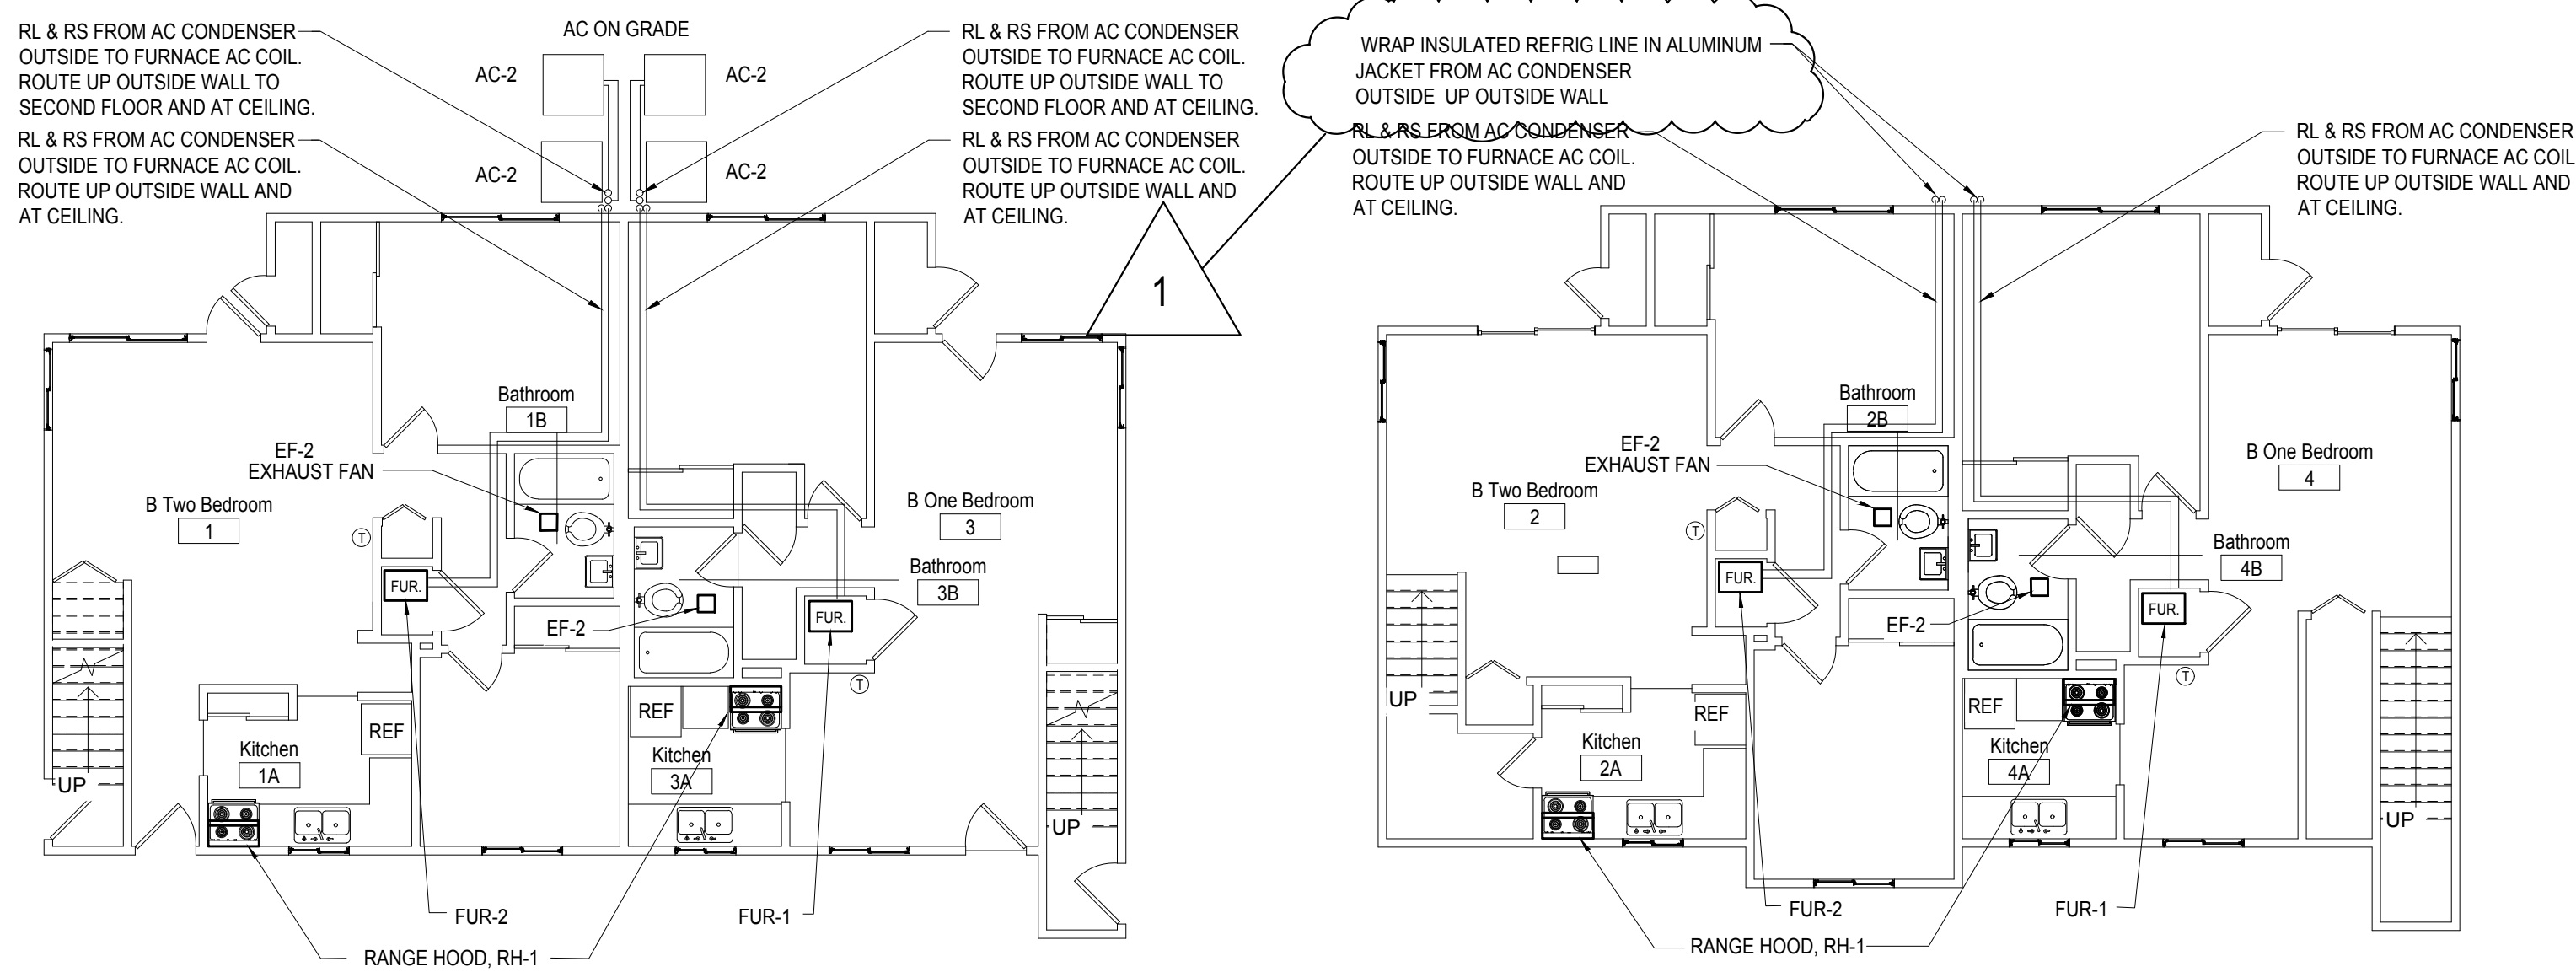 RL & RS FROM AC CONDENSER
OUTSIDE TO FURNACE AC COIL.
ROUTE UP OUTSIDE WALL TO
SECOND FLOOR AND AT CEILING.
RL & RS FROM AC CONDENSER
OUTSIDE TO FURNACE AC COIL.
ROUTE UP OUTSIDE WALL AND
AT CEILING.
AC ON GRADE
AC-2
AC-2
AC-2
AC-2
RL & RS FROM AC CONDENSER
OUTSIDE TO FURNACE AC COIL.
ROUTE UP OUTSIDE WALL TO
SECOND FLOOR AND AT CEILING.
RL & RS FROM AC CONDENSER
OUTSIDE TO FURNACE AC COIL.
ROUTE UP OUTSIDE WALL AND
AT CEILING.
1
Bathroom
1B
EF-2
EXHAUST FAN
B Two Bedroom
1
T
FUR.
B One Bedroom
3
Bathroom
3B
EF-2
FUR.
T
REF
REF
Kitchen
1A
Kitchen
3A
UP
UP
FUR-2
FUR-1
RANGE HOOD, RH-1
WRAP INSULATED REFRIG LINE IN ALUMINUM
JACKET FROM AC CONDENSER
OUTSIDE UP OUTSIDE WALL
RL & RS FROM AC CONDENSER
OUTSIDE TO FURNACE AC COIL.
ROUTE UP OUTSIDE WALL AND
AT CEILING.
RL & RS FROM AC CONDENSER
OUTSIDE TO FURNACE AC COIL
ROUTE UP OUTSIDE WALL AND
AT CEILING.
Bathroom
2B
EF-2
EXHAUST FAN
B Two Bedroom
2
T
FUR.
B One Bedroom
4
Bathroom
4B
EF-2
FUR.
T
UP
REF
REF
Kitchen
2A
Kitchen
4A
UP
FUR-2
FUR-1
RANGE HOOD, RH-1